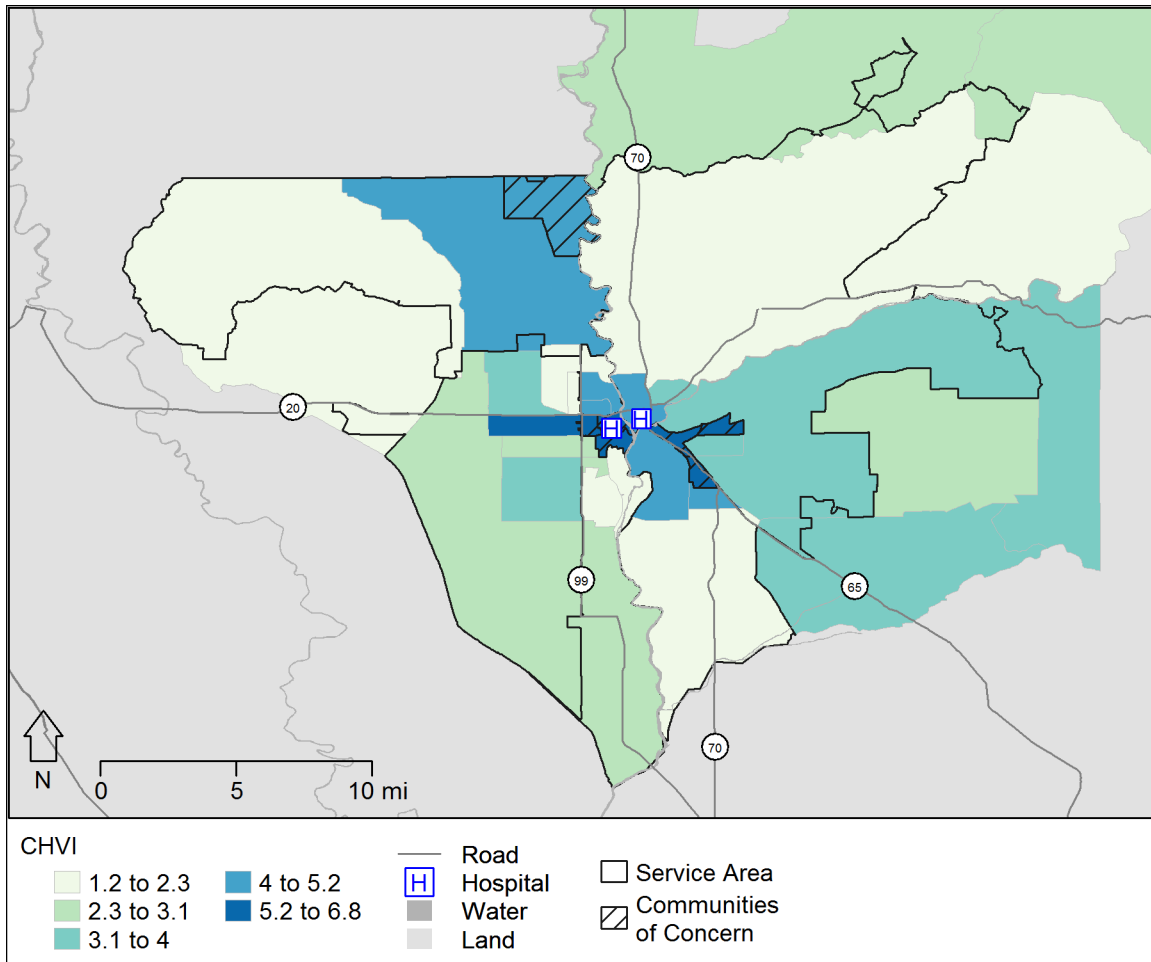 70
20
H
H
99
65
70
N
0 5 10 mi
CHVI
1.2 to 2.3
2.3 to 3.1
3.1 to 4
4 to 5.2
5.2 to 6.8
Road
H Hospital
Water
Land
Service Area
Communities
of Concern